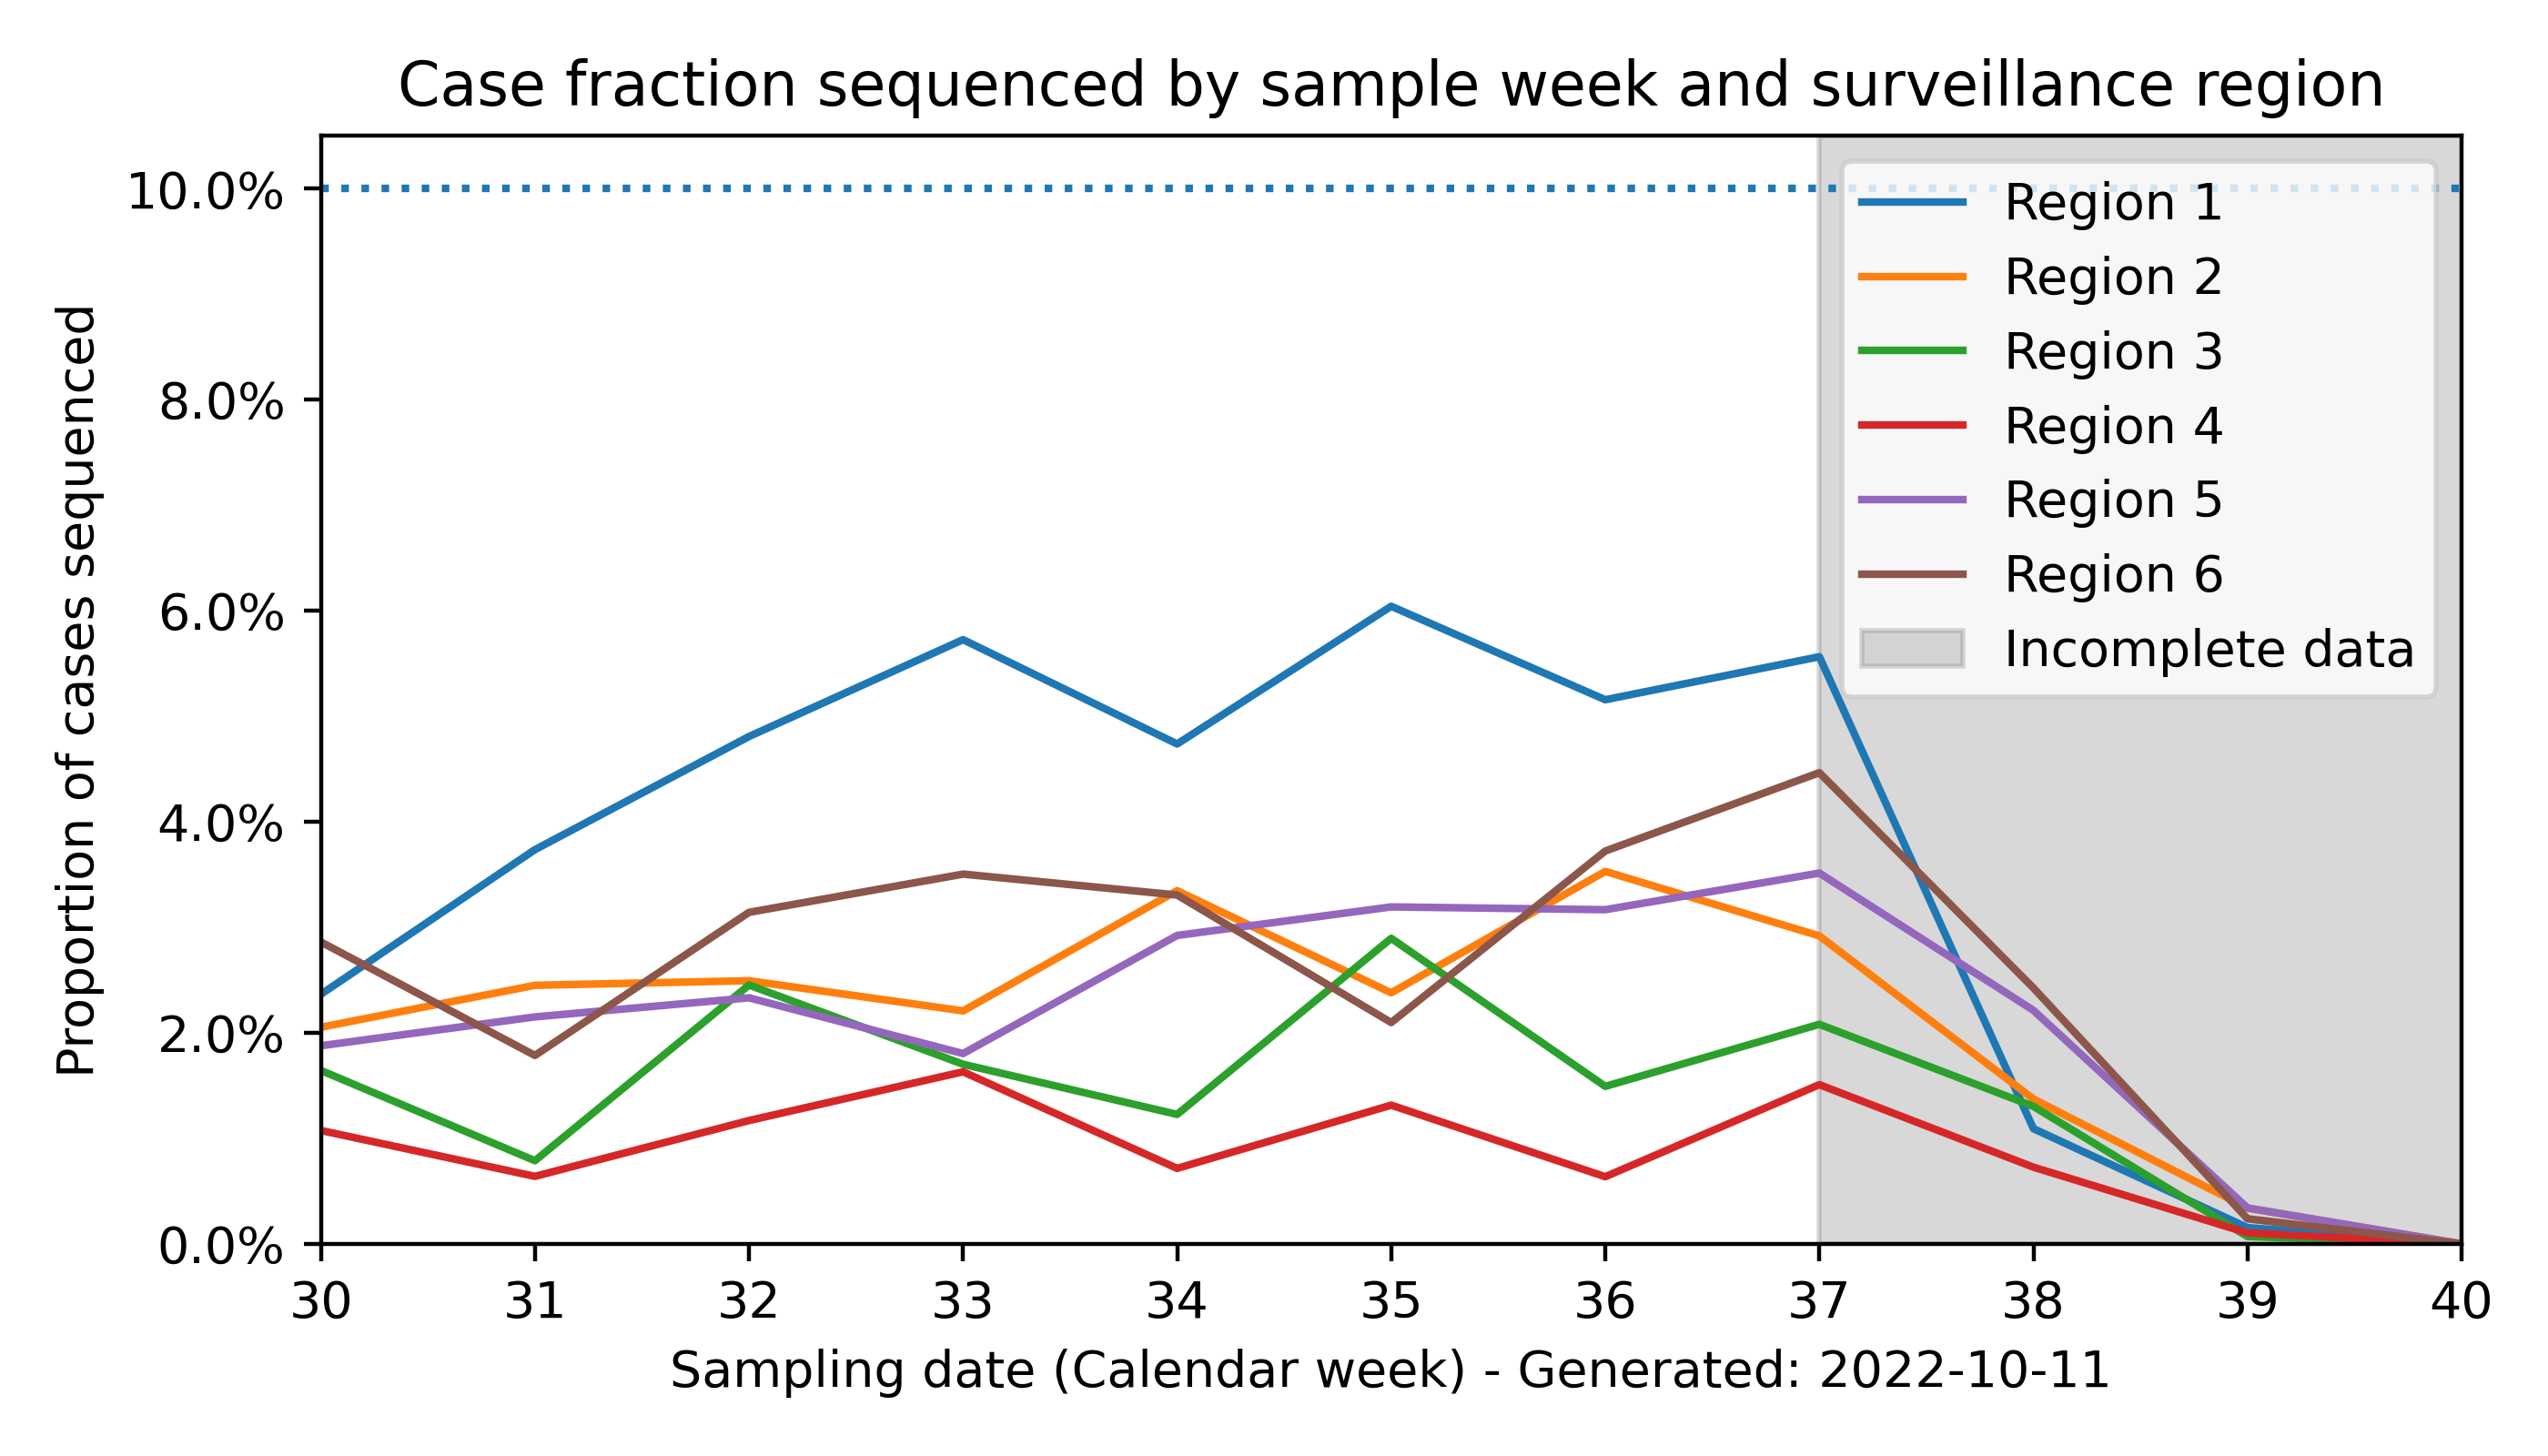 Case fraction sequenced by sample week and surveillance region
Proportion of cases sequenced
10.0%
8.0%
6.0%
4.0%
2.0%
0.0%
Region 1
Region 2
Region 3
Region 4
Region 5
Region 6
Incomplete data
30 31 32 33 34 35 36 37 38 39 40
Sampling date (Calendar week) - Generated: 2022-10-11